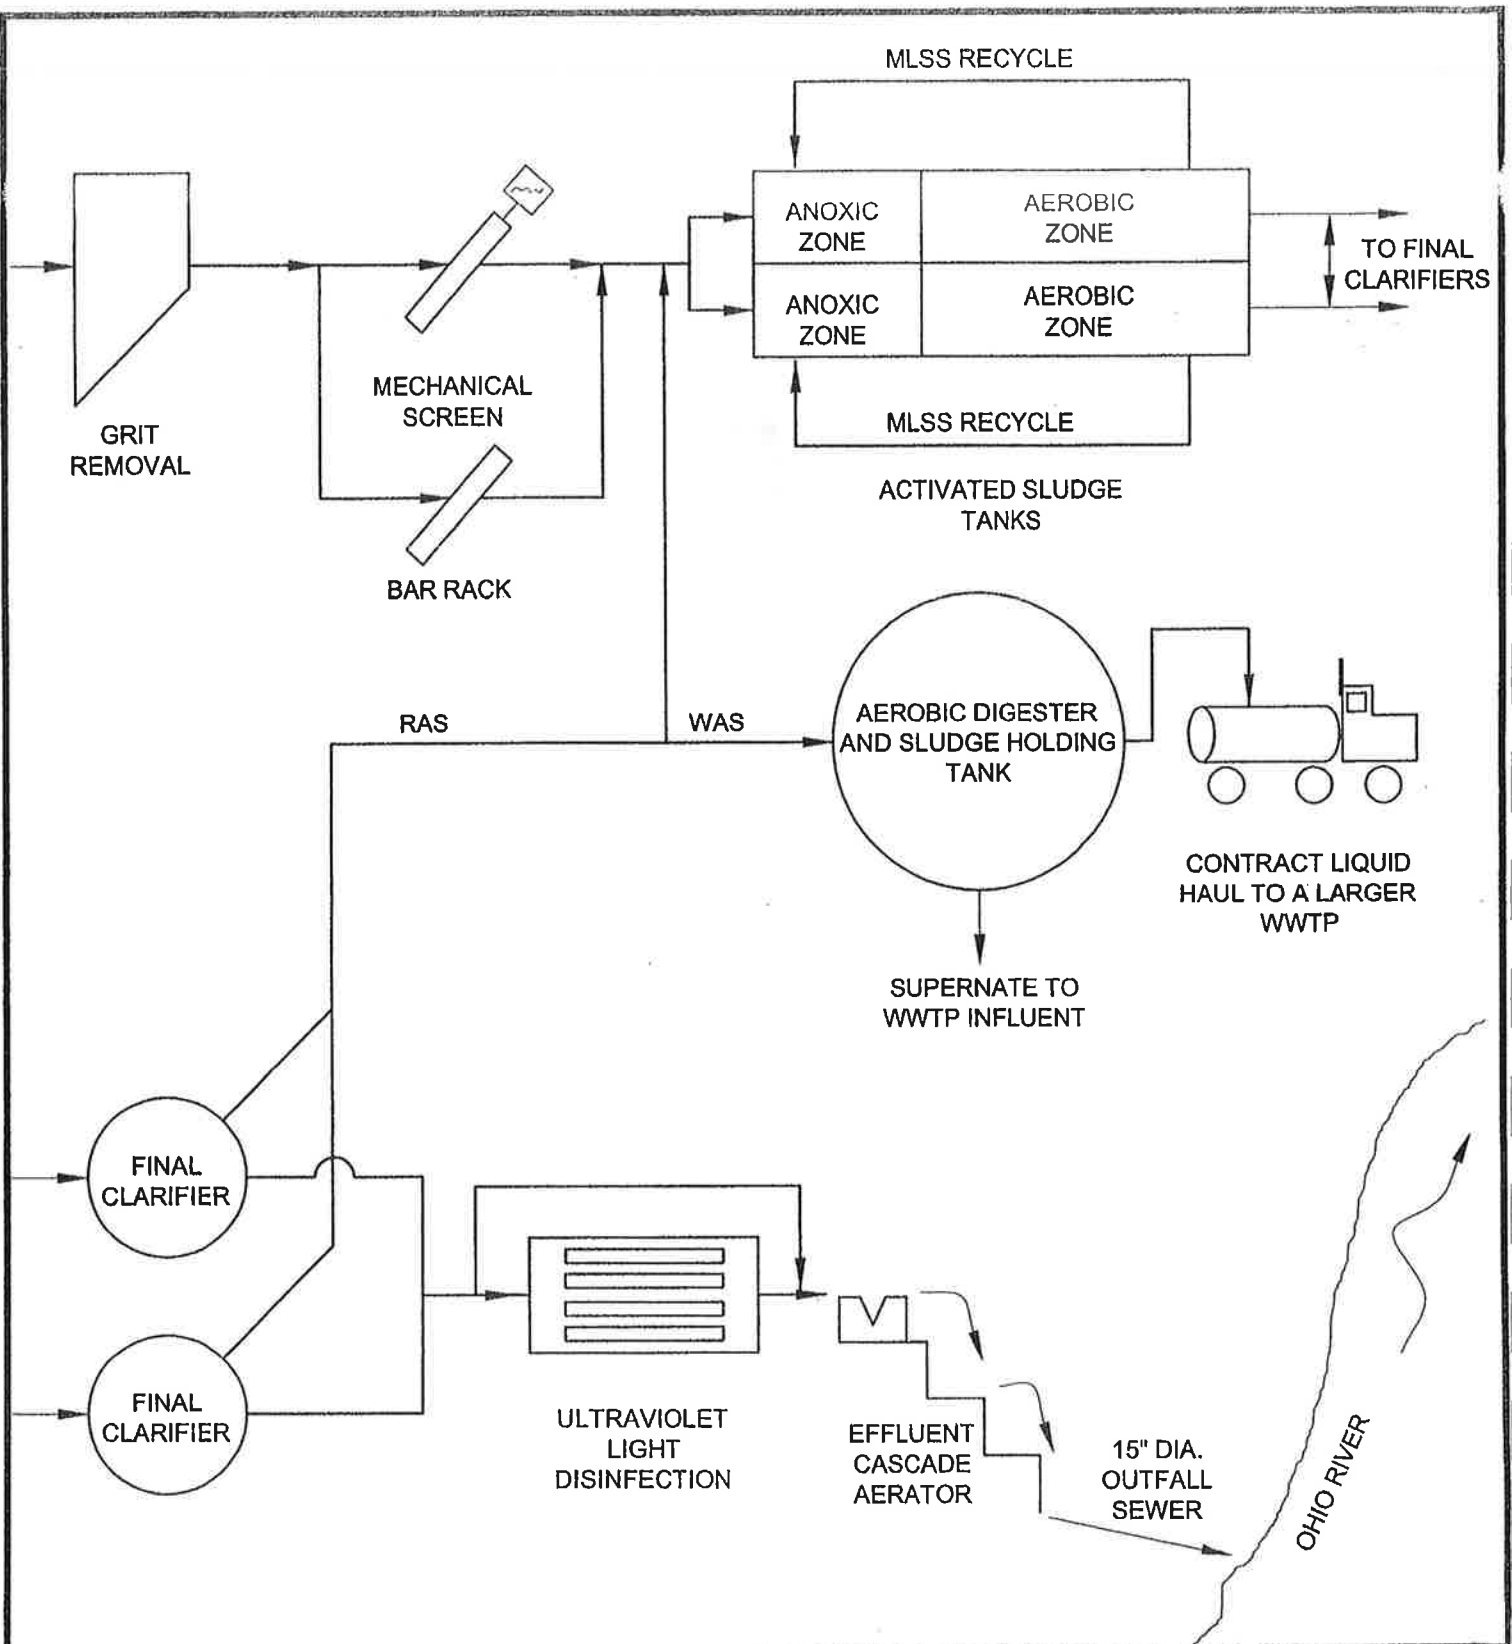 MLSS RECYCLE
ANOXIC
ZONE
AEROBIC
ZONE
TO FINAL
CLARIFIERS
ANOXIC
ZONE
AEROBIC
ZONE
MLSS RECYCLE
ACTIVATED SLUDGE
TANKS
GRIT
REMOVAL
MECHANICAL
SCREEN
BAR RACK
RAS
WAS
AEROBIC DIGESTER
AND SLUDGE HOLDING
TANK
CONTRACT LIQUID
HAUL TO A LARGER
WWTP
SUPERNATE TO
WWTP INFLUENT
FINAL
CLARIFIER
FINAL
CLARIFIER
ULTRAVIOLET
LIGHT
DISINFECTION
EFFLUENT
CASCADE
AERATOR
15" DIA.
OUTFALL
SEWER
OHIO RIVER